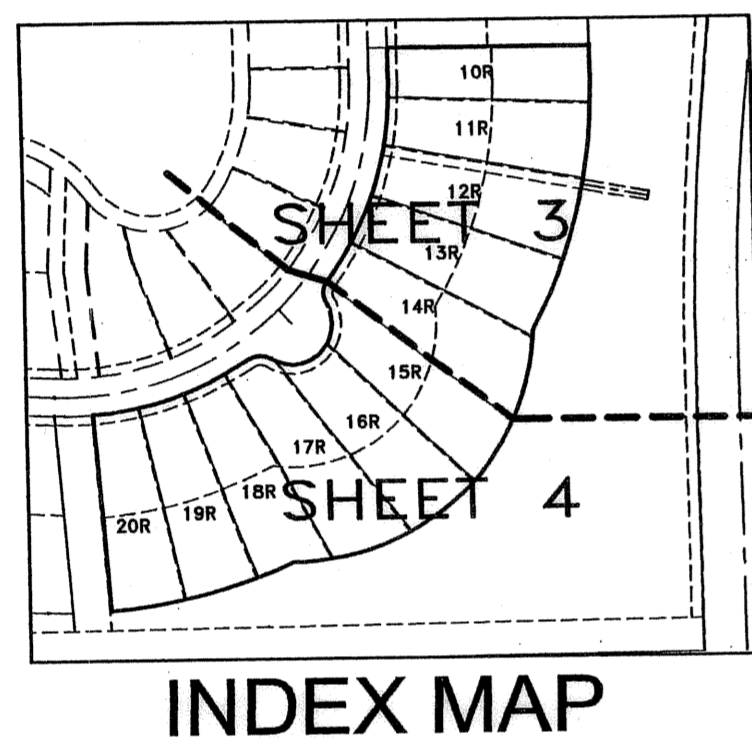 10R
11R
12R
SHEET 3
13R
14R
15R
16R
17R
18R
SHEET 4
19R
20R
INDEX MAP